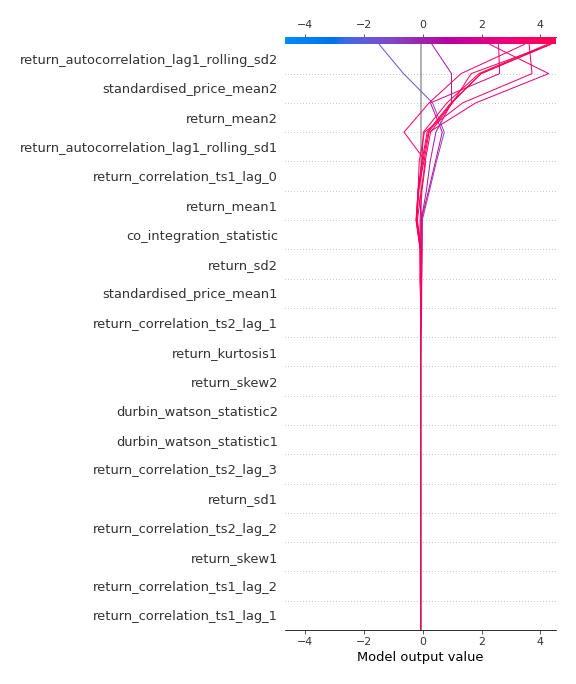 −4 −2 0 2 4
return_autocorrelation_lag1_rolling_sd2
standardised_price_mean2
return_mean2
return_autocorrelation_lag1_rolling_sd1
return_correlation_ts1_lag_0
return_mean1
co_integration_statistic
return_sd2
standardised_price_mean1
return_correlation_ts2_lag_1
return_kurtosis1
return_skew2
durbin_watson_statistic2
durbin_watson_statistic1
return_correlation_ts2_lag_3
return_sd1
return_correlation_ts2_lag_2
return_skew1
return_correlation_ts1_lag_2
return_correlation_ts1_lag_1
−4 −2 0 2 4
Model output value